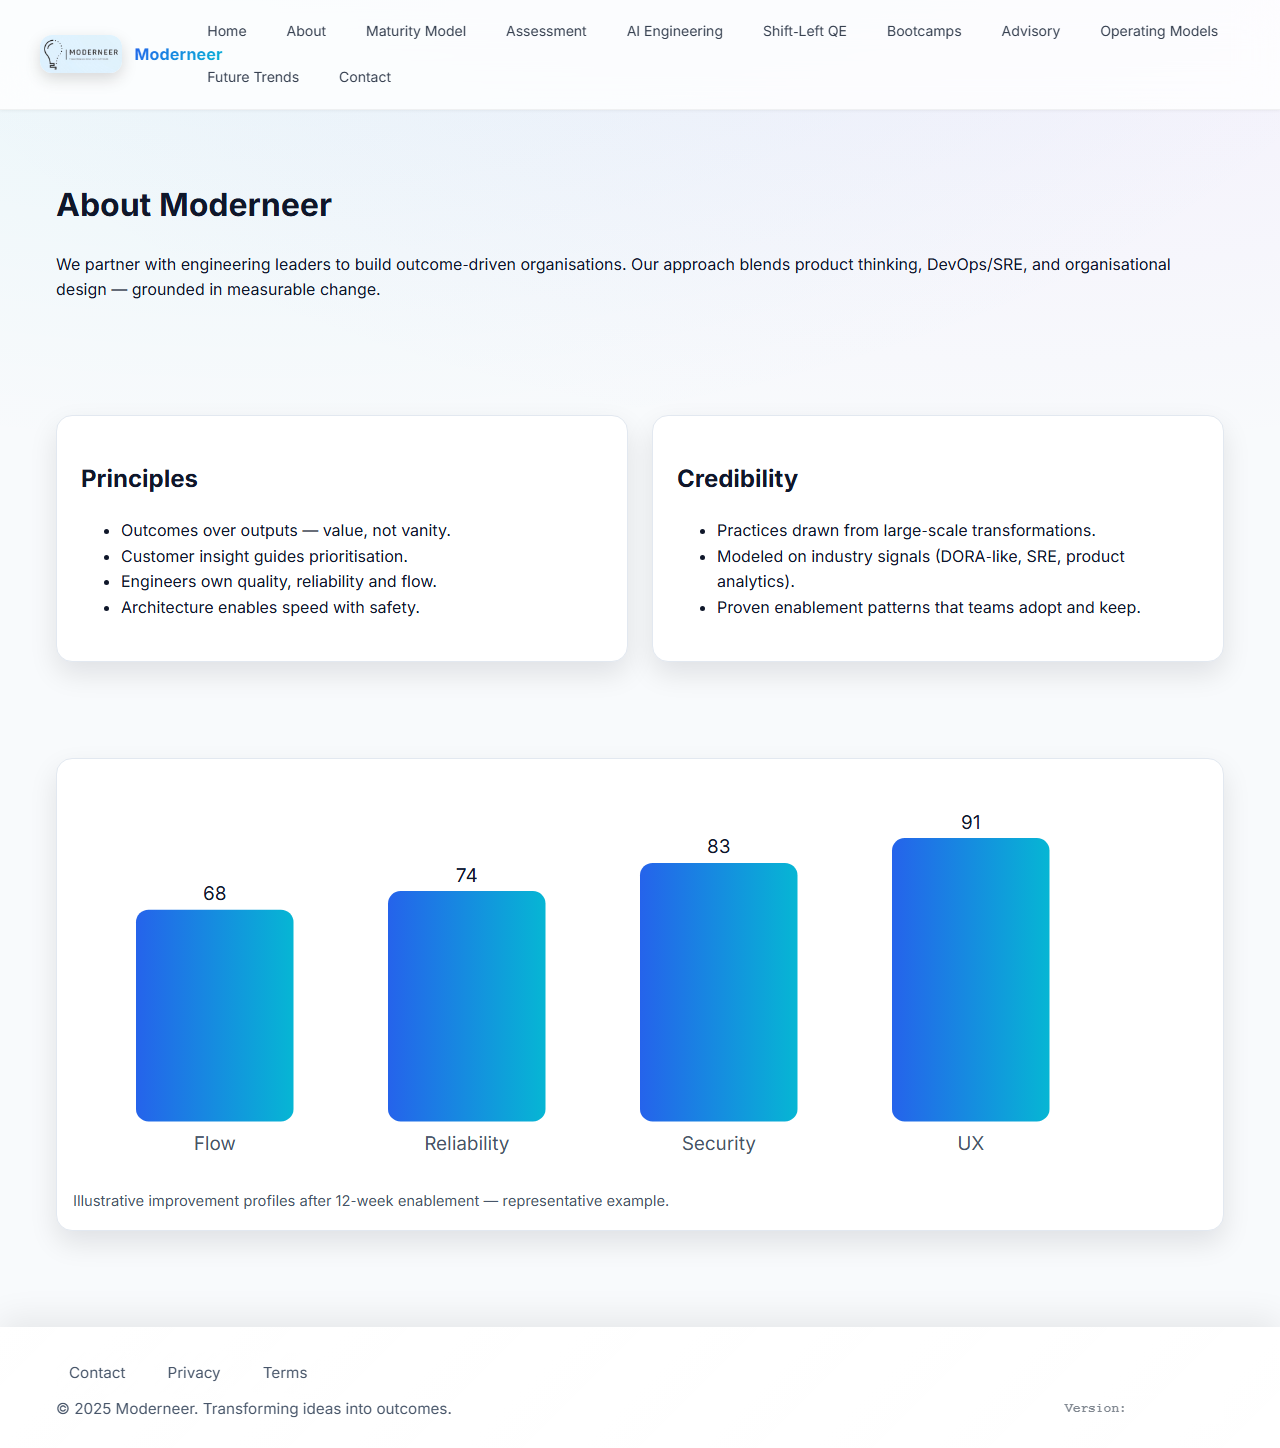 MODERNEER
Moderneer
Home About Maturity Model Assessment AI Engineering Shift-Left QE Bootcamps Advisory Operating Models
Future Trends Contact
About Moderneer
We partner with engineering leaders to build outcome-driven organisations. Our approach blends product thinking, DevOps/SRE, and organisational
design — grounded in measurable change.
Principles
Outcomes over outputs — value, not vanity.
Customer insight guides prioritisation.
Engineers own quality, reliability and flow.
Architecture enables speed with safety.
Credibility
Practices drawn from large-scale transformations.
Modeled on industry signals (DORA-like, SRE, product
analytics).
Proven enablement patterns that teams adopt and keep.
68 74 83 91
Flow Reliability Security UX
Illustrative improvement profiles after 12-week enablement — representative example.
Contact Privacy Terms
© 2025 Moderneer. Transforming ideas into outcomes.
Version: